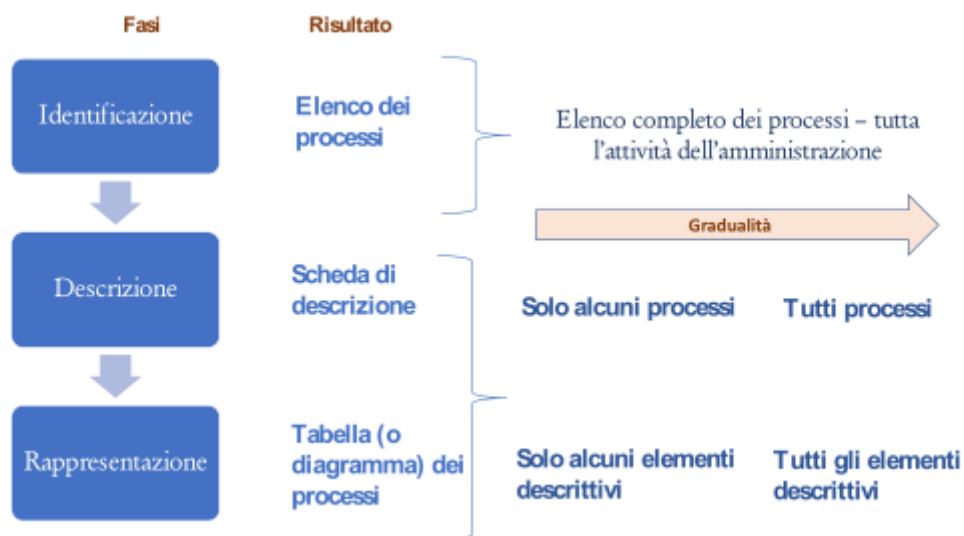 Fasi
Risultato
Identificazione
Elenco dei
processi
Elenco completo dei processi – tutta
l'attività dell'amministrazione
Gradualità
Descrizione
Scheda di
descrizione
Solo alcuni processi
Tutti processi
Rappresentazione
Tabella (o
diagramma) dei
processi
Solo alcuni elementi
descrittivi
Tutti gli elementi
descrittivi